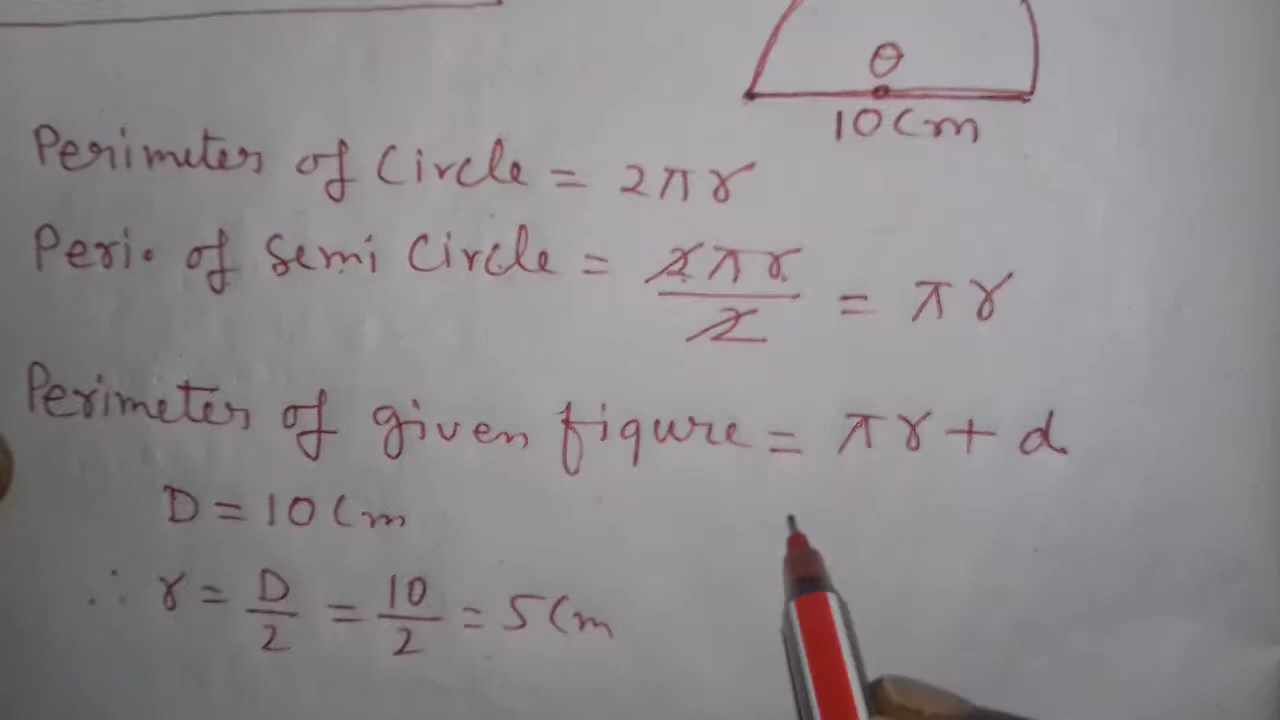 θ
10 Cm
Perimeter of Circle = 2πr
Peri. of Semi Circle = 2πr/2 = πr
Perimeter of given figure = πr + d
D = 10 Cm
∴ r = D/2 = 10/2 = 5 Cm